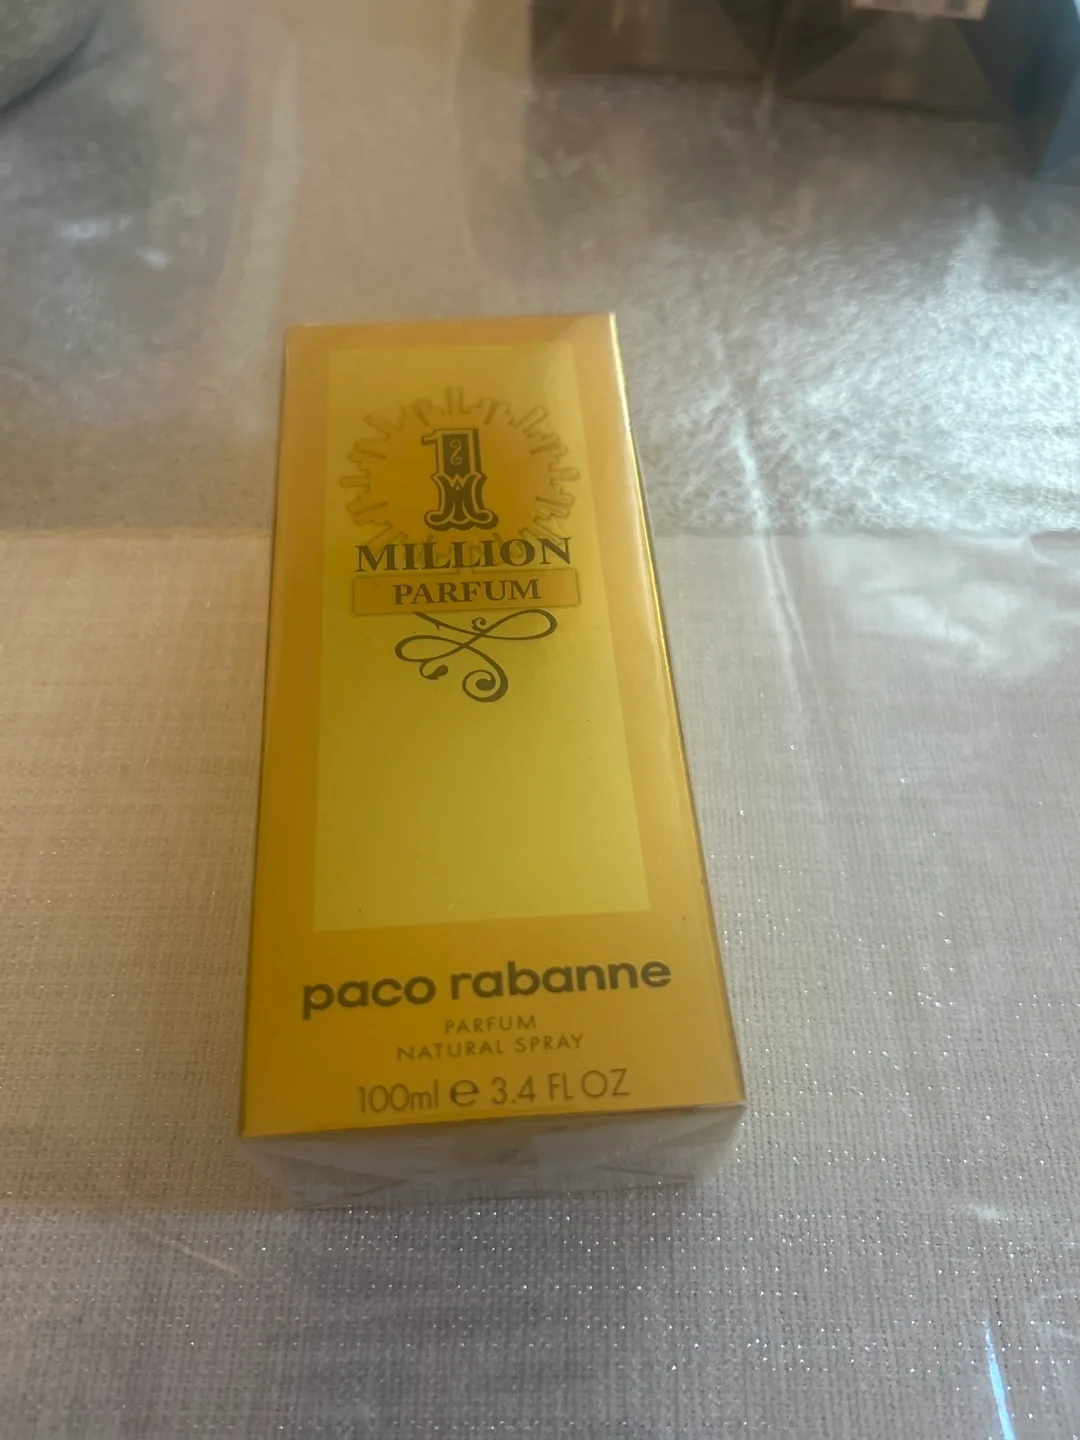 1
MILLION
PARFUM
paco rabanne
PARFUM
NATURAL SPRAY
100ml ℮ 3.4 FL OZ